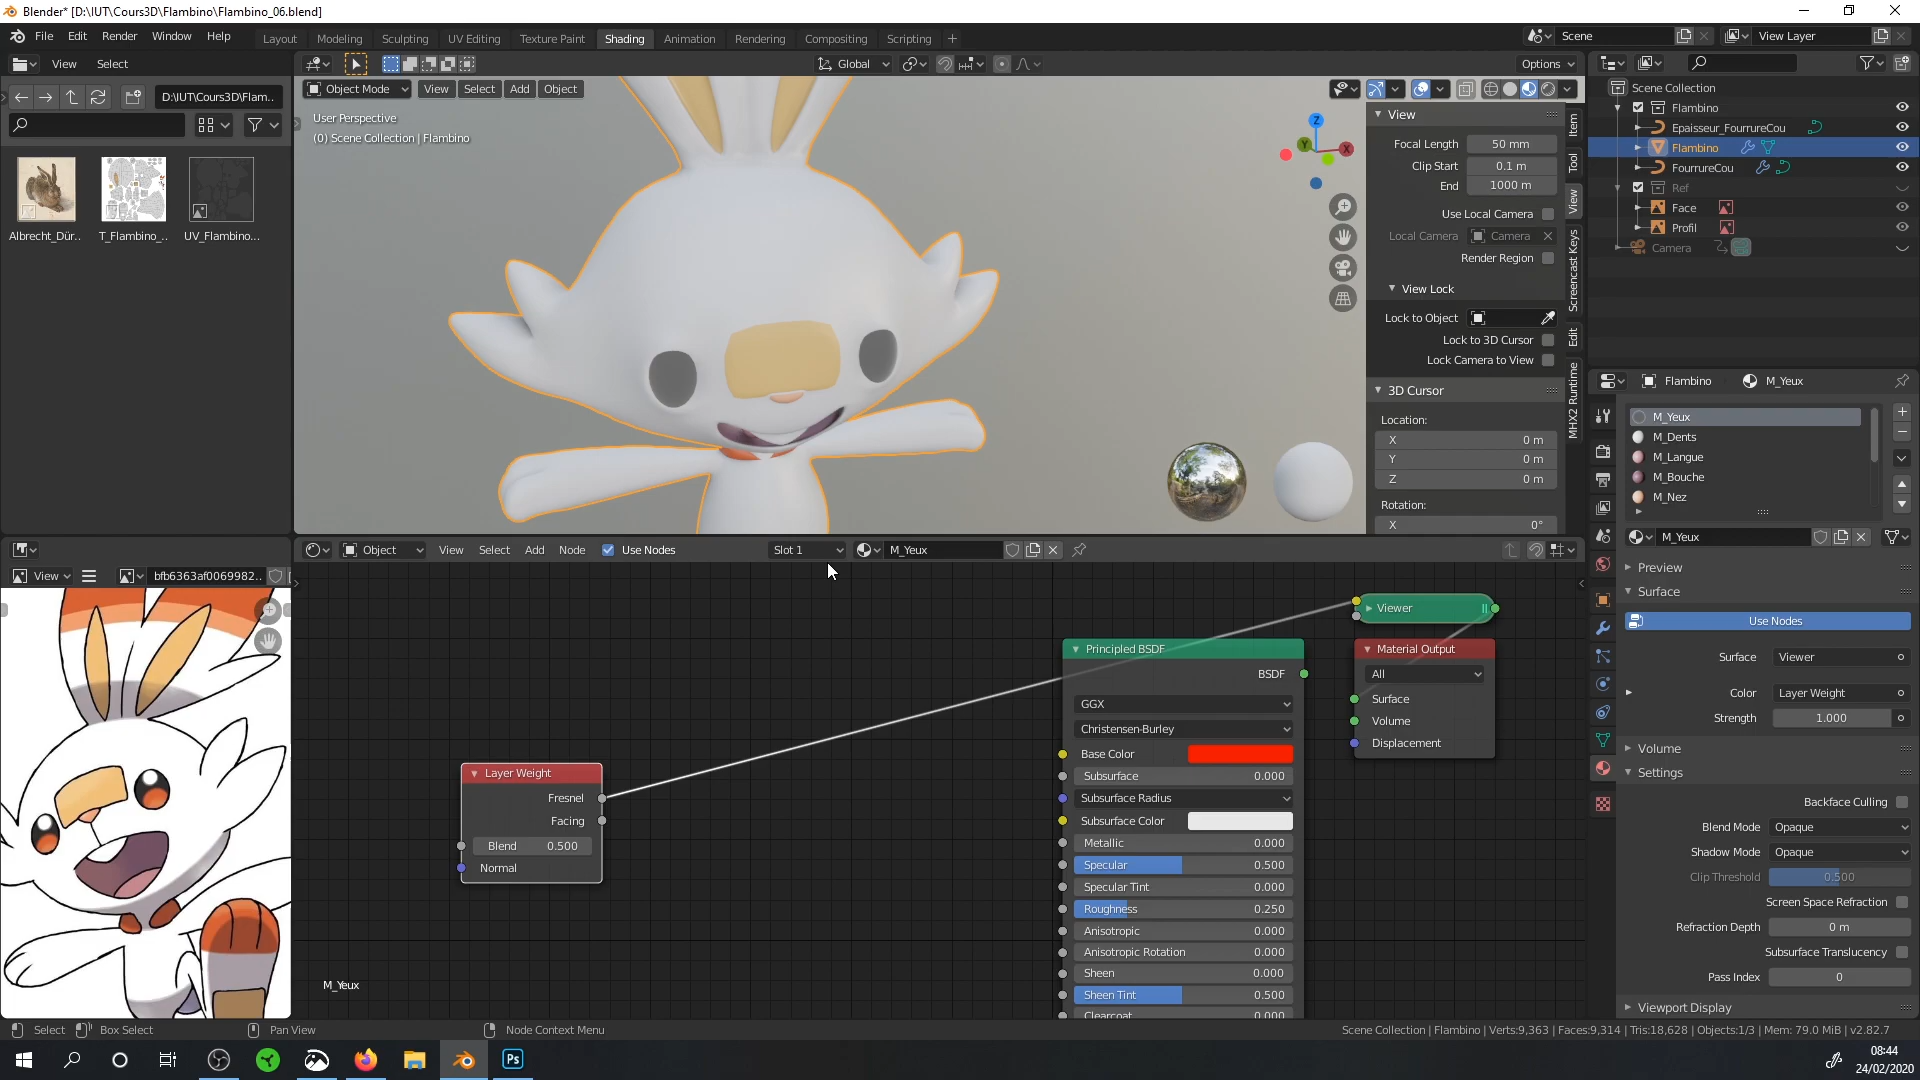 Blender* [D:\IUT\Cours3D\Flambino\Flambino_06.blend]
File Edit Render Window Help
Layout Modeling Sculpting UV Editing Texture Paint Shading Animation Rendering Compositing Scripting +
Scene
View Layer
View Select
Global
Options
D:\IUT\Cours3D\Flam..
Object Mode View Select Add Object
Albrecht_Dür..
T_Flambino_..
UV_Flambino...
User Perspective
(0) Scene Collection | Flambino
Z
Y
X
View
Focal Length 50 mm
Clip Start 0.1 m
End 1000 m
Use Local Camera
Local Camera Camera
Render Region
View Lock
Lock to Object
Lock to 3D Cursor
Lock Camera to View
3D Cursor
Location:
X 0 m
Y 0 m
Z 0 m
Rotation:
X 0°
Item
Tool
View
Screencast Keys
Edit
MHX2 Runtime
Scene Collection
Flambino
Epaisseur_FourrureCou
Flambino
FourrureCou
Ref
Face
Profil
Camera
Flambino M_Yeux
M_Yeux
M_Dents
M_Langue
M_Bouche
M_Nez
M_Yeux
Preview
Surface
Use Nodes
Surface Viewer
Color Layer Weight
Strength 1.000
Volume
Settings
Backface Culling
Blend Mode Opaque
Shadow Mode Opaque
Clip Threshold 0.500
Screen Space Refraction
Refraction Depth 0 m
Subsurface Translucency
Pass Index 0
Viewport Display
View
bfb6363af0069982..
Object View Select Add Node Use Nodes Slot 1 M_Yeux
Layer Weight
Fresnel
Facing
Blend 0.500
Normal
Principled BSDF
BSDF
GGX
Christensen-Burley
Base Color
Subsurface 0.000
Subsurface Radius
Subsurface Color
Metallic 0.000
Specular 0.500
Specular Tint 0.000
Roughness 0.250
Anisotropic 0.000
Anisotropic Rotation 0.000
Sheen 0.000
Sheen Tint 0.500
Clearcoat 0.000
Viewer
Material Output
All
Surface
Volume
Displacement
M_Yeux
Select Box Select Pan View Node Context Menu
Scene Collection | Flambino | Verts:9,363 | Faces:9,314 | Tris:18,628 | Objects:1/3 | Mem: 79.0 MiB | v2.82.7
Ps
08:44
24/02/2020